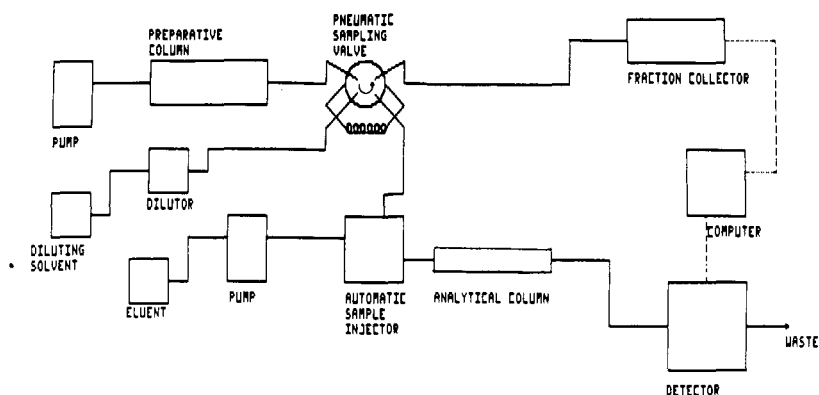 PNEUMATIC
SAMPLING
VALVE
PREPARATIVE
COLUMN
FRACTION COLLECTOR
PUMP
DILUTOR
DILUTING
SOLVENT
COMPUTER
ELUENT
PUMP
AUTOMATIC
SAMPLE
INJECTOR
ANALYTICAL COLUMN
WASTE
DETECTOR